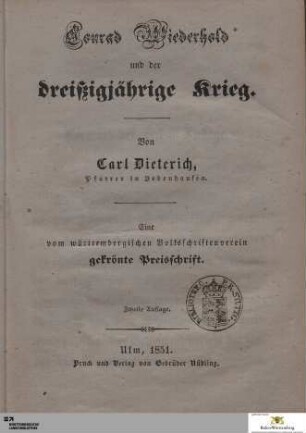 Conrad Wiederhold
und der
dreißigjährige Krieg.
Von
Carl Dieterich,
Pfarrer in
Eine
vom württembergischen Volksschriftenverein
gekrönte Preisschrift.
Zweite Auflage.
Ulm, 1851.
Druck und Verlag von Gebrüder Nübling.